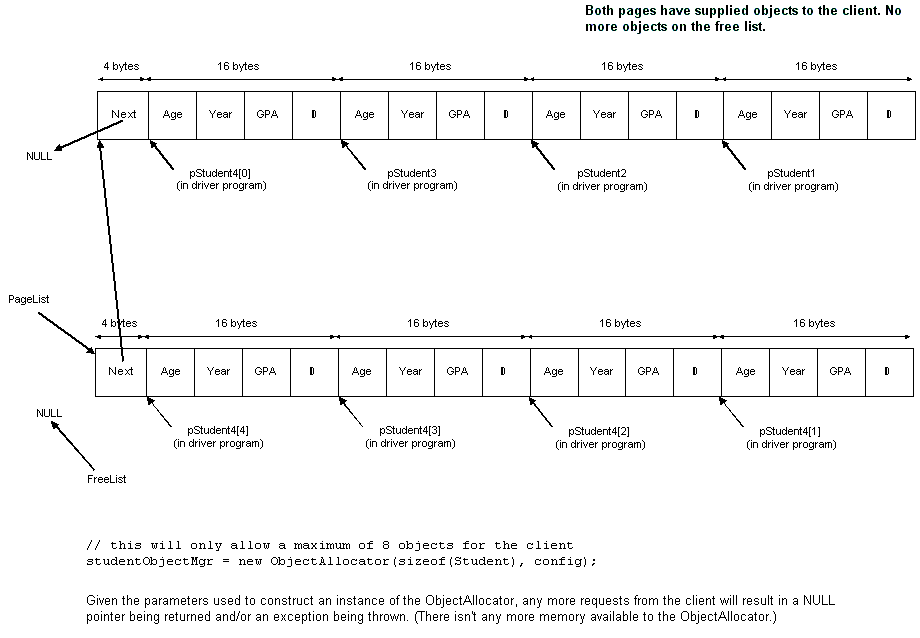 Both pages have supplied objects to the client. No
more objects on the free list.
4 bytes 16 bytes 16 bytes 16 bytes 16 bytes
Next Age Year GPA ID Age Year GPA ID Age Year GPA ID Age Year GPA ID
NULL
pStudent4[0] pStudent3 pStudent2 pStudent1
(in driver program) (in driver program) (in driver program) (in driver program)
PageList
4 bytes 16 bytes 16 bytes 16 bytes 16 bytes
Next Age Year GPA ID Age Year GPA ID Age Year GPA ID Age Year GPA ID
NULL
pStudent4[4] pStudent4[3] pStudent4[2] pStudent4[1]
(in driver program) (in driver program) (in driver program) (in driver program)
FreeList
// this will only allow a maximum of 8 objects for the client
studentObjectMgr = new ObjectAllocator(sizeof(Student), config);
Given the parameters used to construct an instance of the ObjectAllocator, any more requests from the client will result in a NULL
pointer being returned and/or an exception being thrown. (There isn't any more memory available to the ObjectAllocator.)